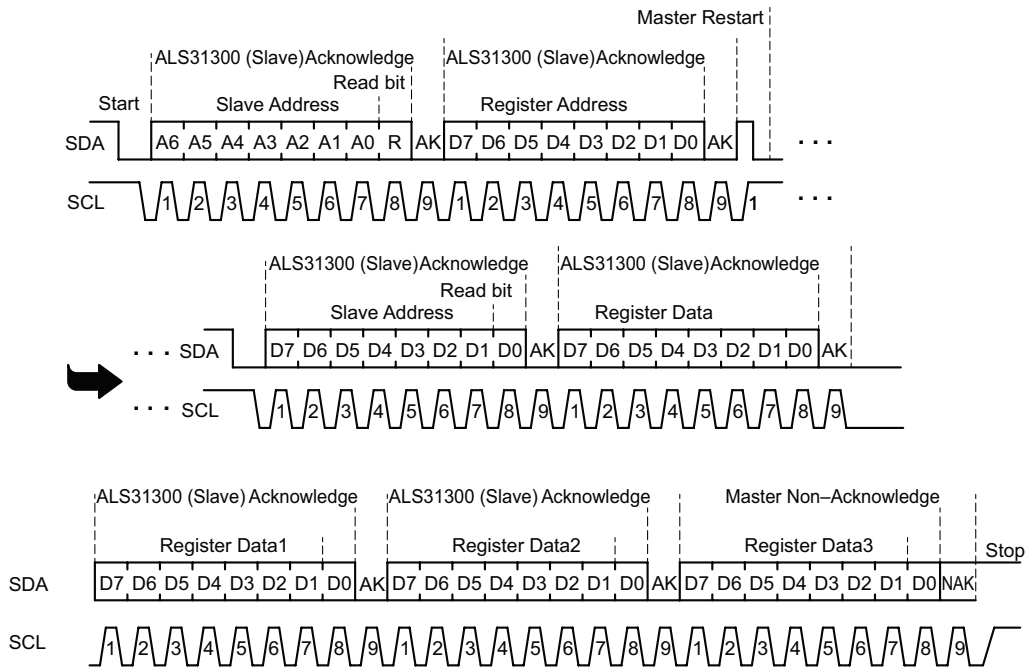 Master Restart
ALS31300 (Slave)Acknowledge ALS31300 (Slave)Acknowledge
Read bit
Start Slave Address Register Address
SDA A6 A5 A4 A3 A2 A1 A0 R AK D7 D6 D5 D4 D3 D2 D1 D0 AK . . .
SCL 1 2 3 4 5 6 7 8 9 1 2 3 4 5 6 7 8 9 1 . . .
ALS31300 (Slave)Acknowledge ALS31300 (Slave)Acknowledge
Read bit
Slave Address Register Data
. . . SDA D7 D6 D5 D4 D3 D2 D1 D0 AK D7 D6 D5 D4 D3 D2 D1 D0 AK
. . . SCL 1 2 3 4 5 6 7 8 9 1 2 3 4 5 6 7 8 9
ALS31300 (Slave) Acknowledge ALS31300 (Slave) Acknowledge Master Non–Acknowledge
Register Data1 Register Data2 Register Data3 Stop
SDA D7 D6 D5 D4 D3 D2 D1 D0 AK D7 D6 D5 D4 D3 D2 D1 D0 AK D7 D6 D5 D4 D3 D2 D1 D0 NAK
SCL 1 2 3 4 5 6 7 8 9 1 2 3 4 5 6 7 8 9 1 2 3 4 5 6 7 8 9